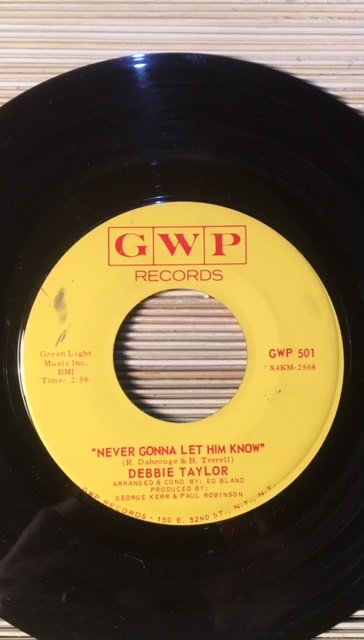 GWP
RECORDS
Green Light
Music Inc.
BMI
Time: 2:56
GWP 501
X4KM-2568
"NEVER GONNA LET HIM KNOW"
(R. Dabrouge & B. Terrell)
DEBBIE TAYLOR
ARRANGED & COND. BY: ED BLAND
PRODUCED BY:
GEORGE KERR & PAUL ROBINSON
GWP RECORDS - 150 E. 52ND ST., N.Y., N.Y.